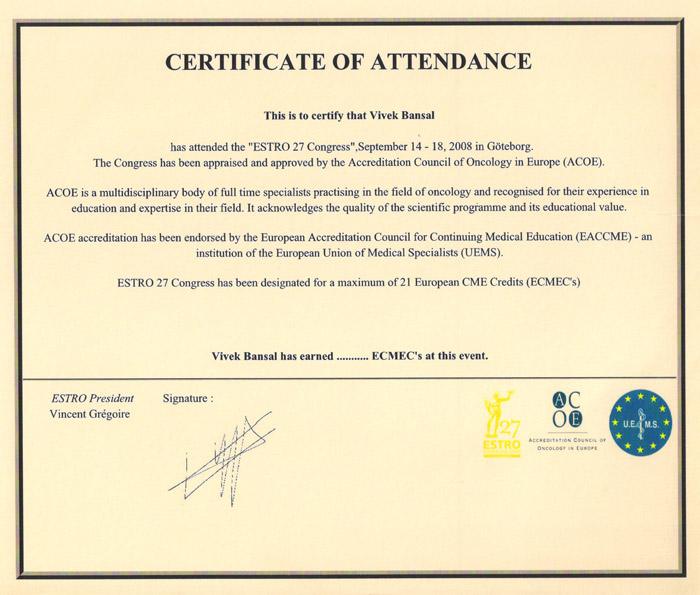 CERTIFICATE OF ATTENDANCE
This is to certify that Vivek Bansal
has attended the "ESTRO 27 Congress",September 14 - 18, 2008 in Göteborg.
The Congress has been appraised and approved by the Accreditation Council of Oncology in Europe (ACOE).
ACOE is a multidisciplinary body of full time specialists practising in the field of oncology and recognised for their experience in
education and expertise in their field. It acknowledges the quality of the scientific programme and its educational value.
ACOE accreditation has been endorsed by the European Accreditation Council for Continuing Medical Education (EACCME) - an
institution of the European Union of Medical Specialists (UEMS).
ESTRO 27 Congress has been designated for a maximum of 21 European CME Credits (ECMEC's)
Vivek Bansal has earned ........... ECMEC's at this event.
ESTRO President
Vincent Grégoire
Signature :
27
ESTRO
AC
OE
ACCREDITATION COUNCIL OF
ONCOLOGY IN EUROPE
U.E.M.S.